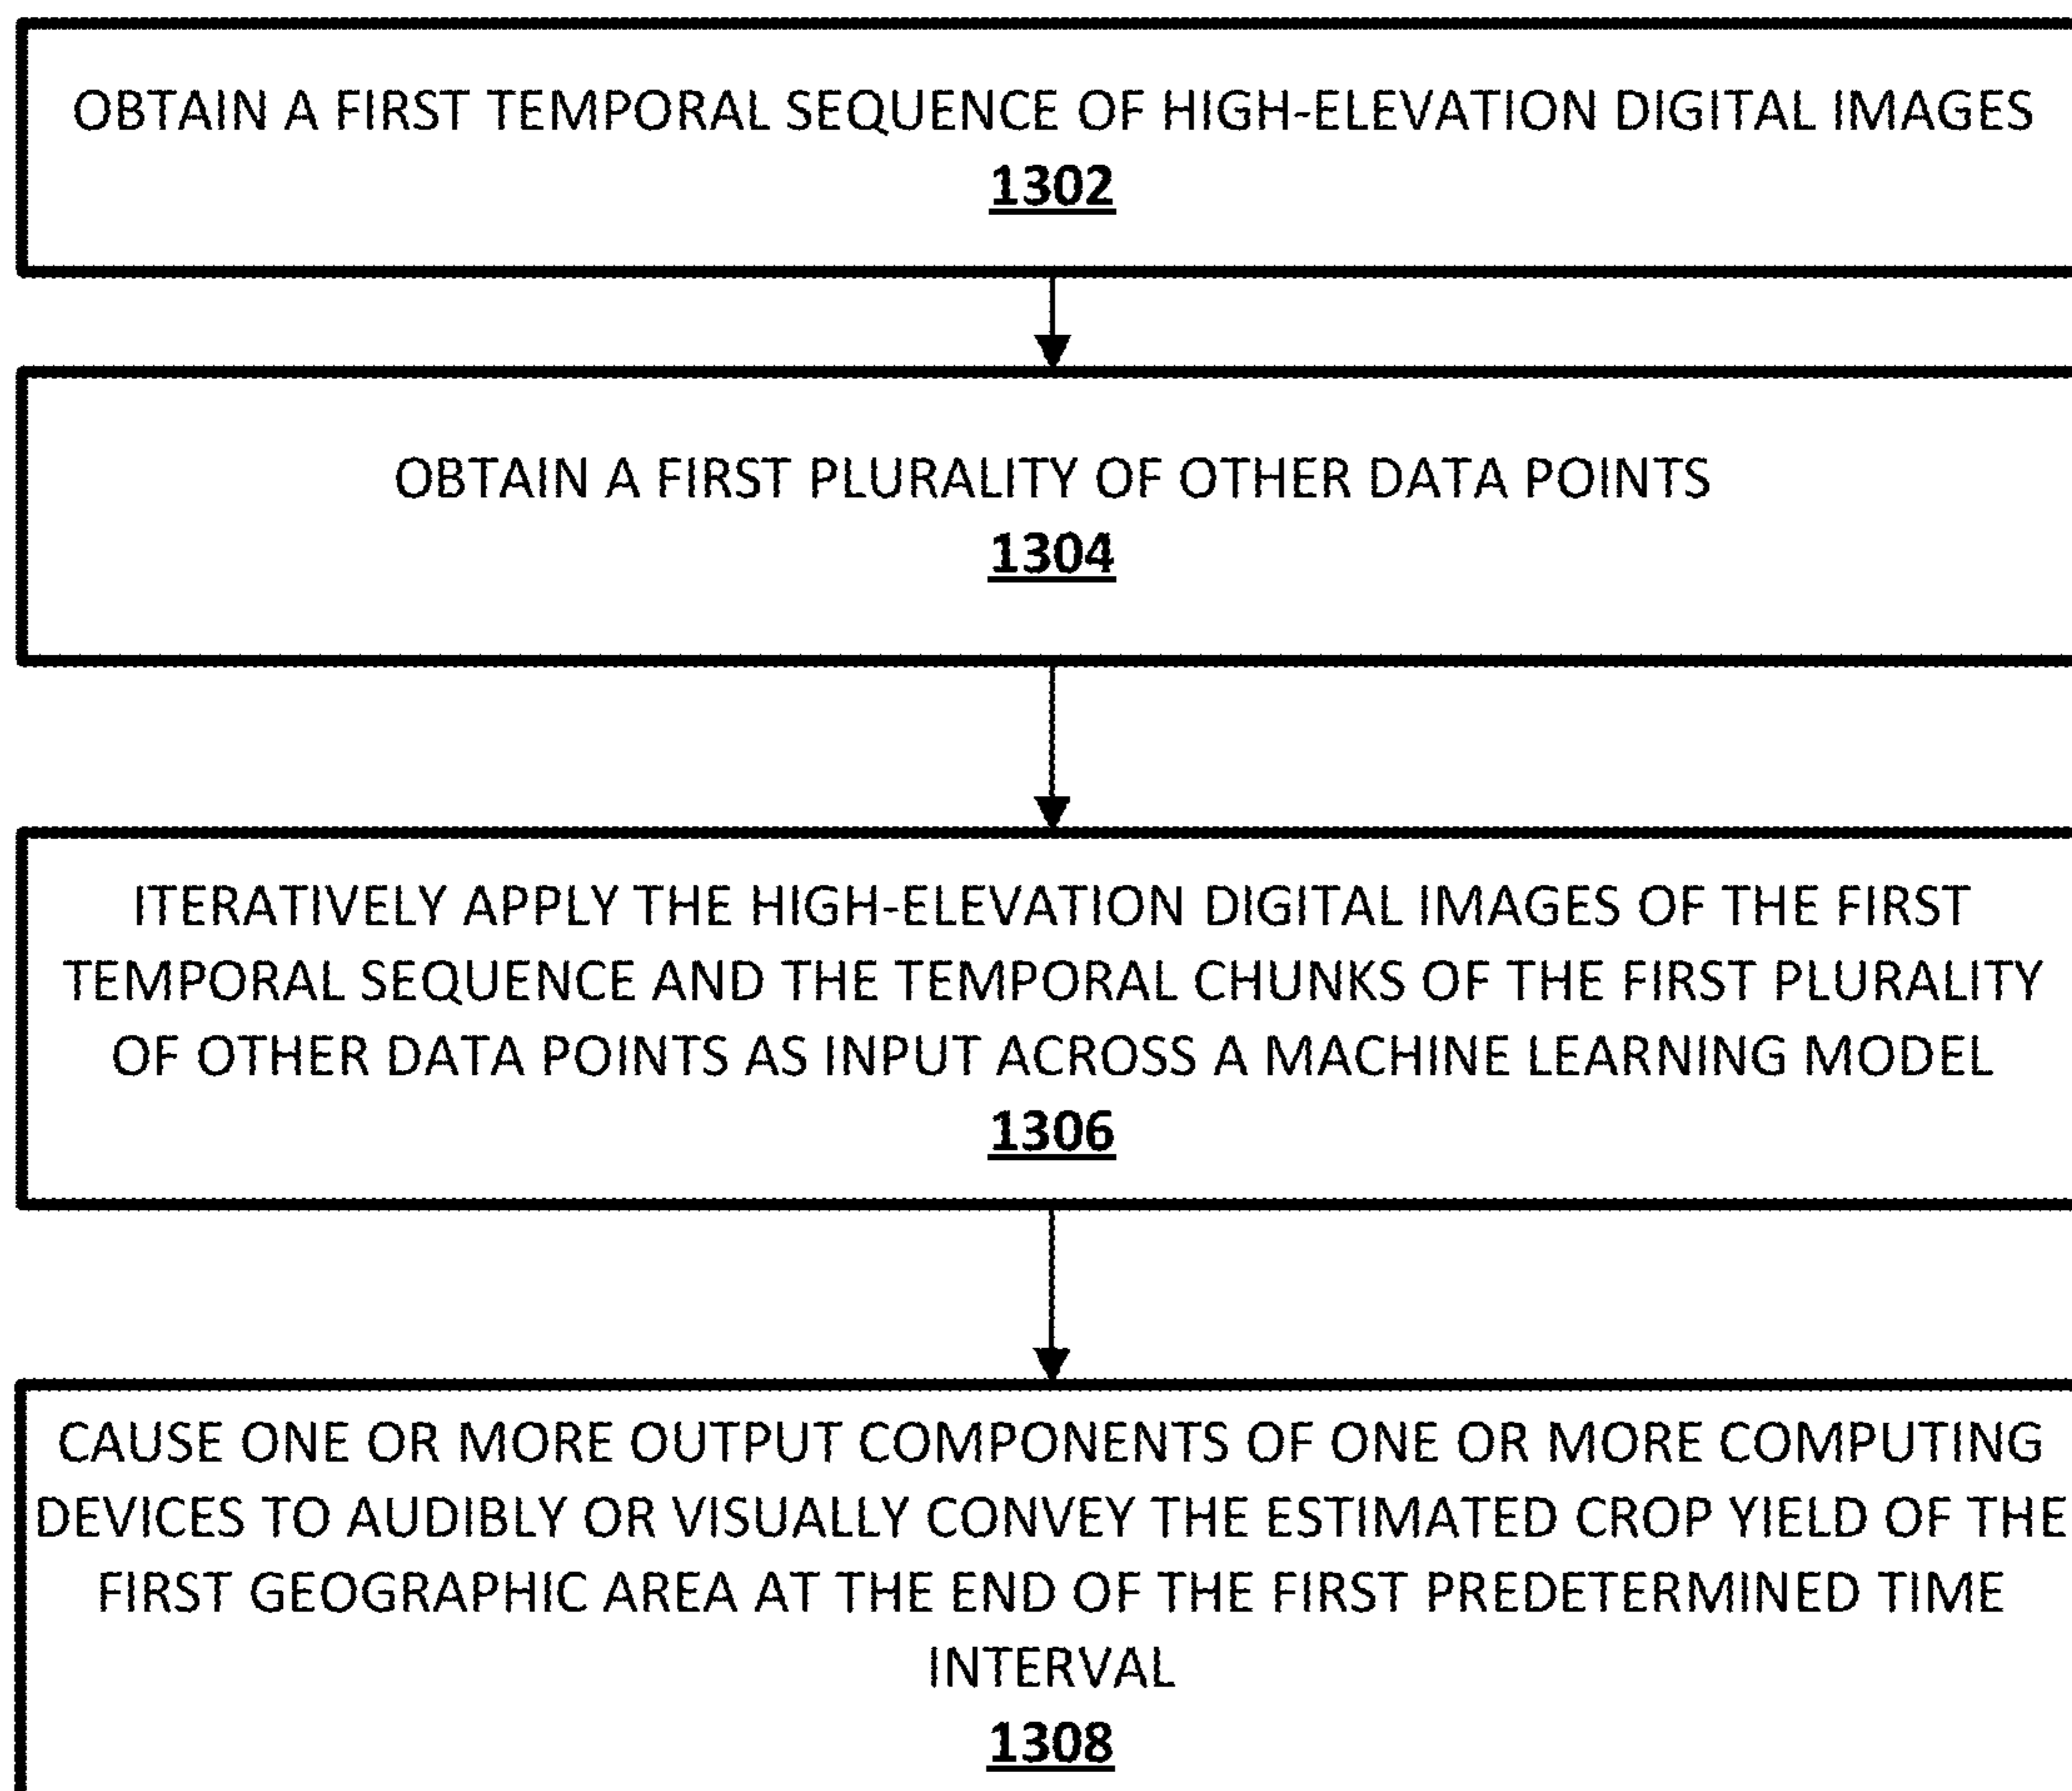 OBTAIN A FIRST TEMPORAL SEQUENCE OF HIGH-ELEVATION DIGITAL IMAGES
1302
OBTAIN A FIRST PLURALITY OF OTHER DATA POINTS
1304
ITERATIVELY APPLY THE HIGH-ELEVATION DIGITAL IMAGES OF THE FIRST
TEMPORAL SEQUENCE AND THE TEMPORAL CHUNKS OF THE FIRST PLURALITY
OF OTHER DATA POINTS AS INPUT ACROSS A MACHINE LEARNING MODEL
1306
CAUSE ONE OR MORE OUTPUT COMPONENTS OF ONE OR MORE COMPUTING
DEVICES TO AUDIBLY OR VISUALLY CONVEY THE ESTIMATED CROP YIELD OF THE
FIRST GEOGRAPHIC AREA AT THE END OF THE FIRST PREDETERMINED TIME
INTERVAL
1308